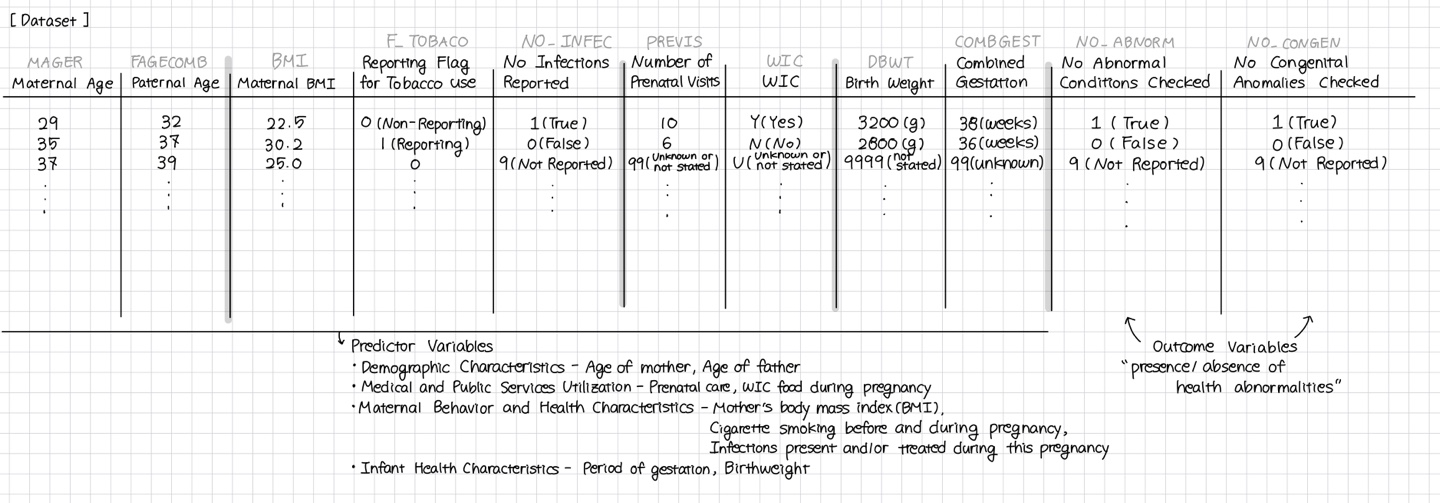 [ Dataset ]
MAGER FAGECOMB BMI F_TOBACO NO_INFEC PREVIS WIC DBWT COMBGEST NO_ABNORM NO_CONGEN
Maternal Age Paternal Age Maternal BMI Reporting Flag for Tobacco use No Infections Reported Number of Prenatal Visits WIC Birth Weight Combined Gestation No Abnormal Conditions Checked No Congenital Anomalies Checked
29 32 22.5 0 (Non-Reporting) 1 (True) 10 Y (Yes) 3200 (g) 38 (weeks) 1 (True) 1 (True)
35 37 30.2 1 (Reporting) 0 (False) 6 N (No) 2800 (g) 36 (weeks) 0 (False) 0 (False)
37 39 25.0 0 9 (Not Reported) 99 (Unknown or not stated) U (Unknown or not stated) 9999 (not stated) 99 (unknown) 9 (Not Reported) 9 (Not Reported)
Predictor Variables
· Demographic Characteristics - Age of mother, Age of father
· Medical and Public Services Utilization - Prenatal care, WIC food during pregnancy
· Maternal Behavior and Health Characteristics - Mother's body mass index (BMI),
Cigarette smoking before and during pregnancy,
Infections present and/or treated during this pregnancy
· Infant Health Characteristics - Period of gestation, Birthweight
Outcome Variables
"presence/ absence of
health abnormalities"